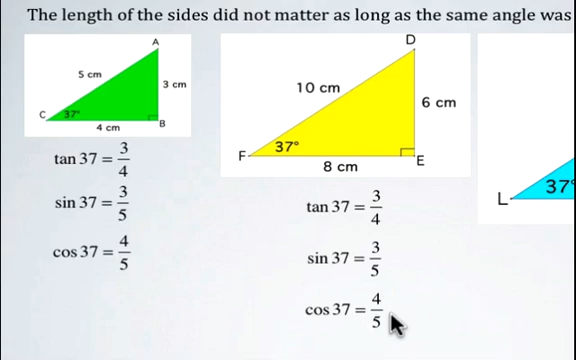 The length of the sides did not matter as long as the same angle was
A
5 cm
3 cm
C
37°
4 cm
B
tan 37 = 3/4
sin 37 = 3/5
cos 37 = 4/5
D
10 cm
6 cm
F
37°
8 cm
E
tan 37 = 3/4
sin 37 = 3/5
cos 37 = 4/5
L
37°